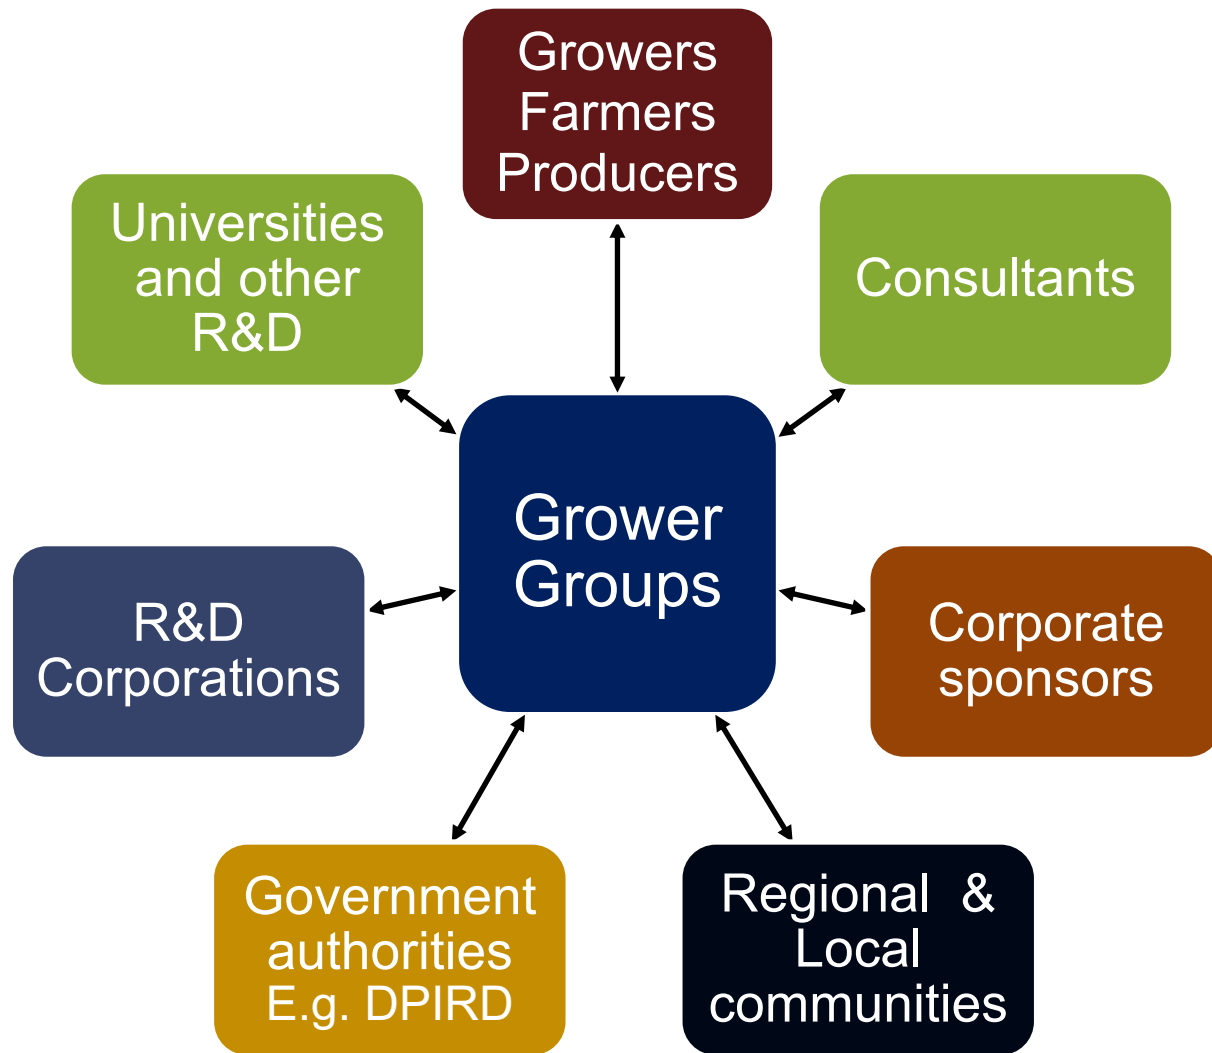 Growers
Farmers
Producers
Universities
and other
R&D
Consultants
Grower
Groups
R&D
Corporations
Corporate
sponsors
Government
authorities
E.g. DPIRD
Regional  &
Local
communities